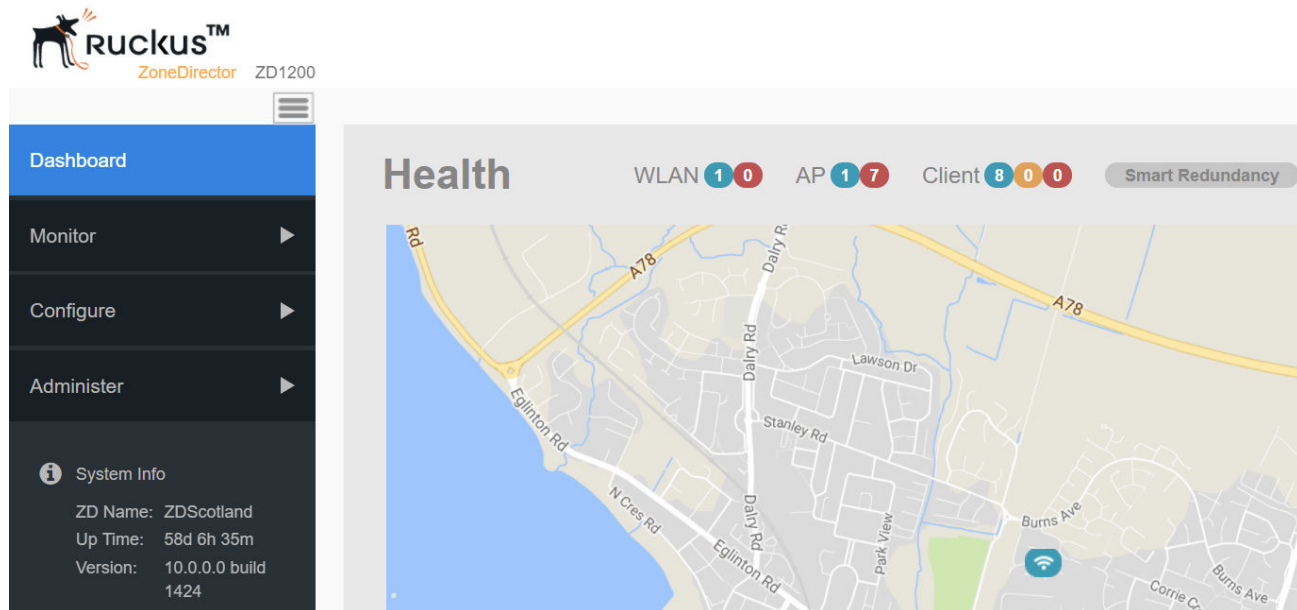 RUCKUS™
ZoneDirector ZD1200
Dashboard
Monitor
Configure
Administer
System Info
ZD Name: ZDScotland
Up Time: 58d 6h 35m
Version: 10.0.0.0 build
1424
Health
WLAN 1 0
AP 1 7
Client 8 0 0
Smart Redundancy
Rd
A78
Dalry R
A78
Dalry Rd
Lawson Dr
Eglinton Rd
Stanley Rd
N Cres Rd
Dalry Rd
Eglinton Rd
Park View
Burns Ave
Burns Ave
Corrie C